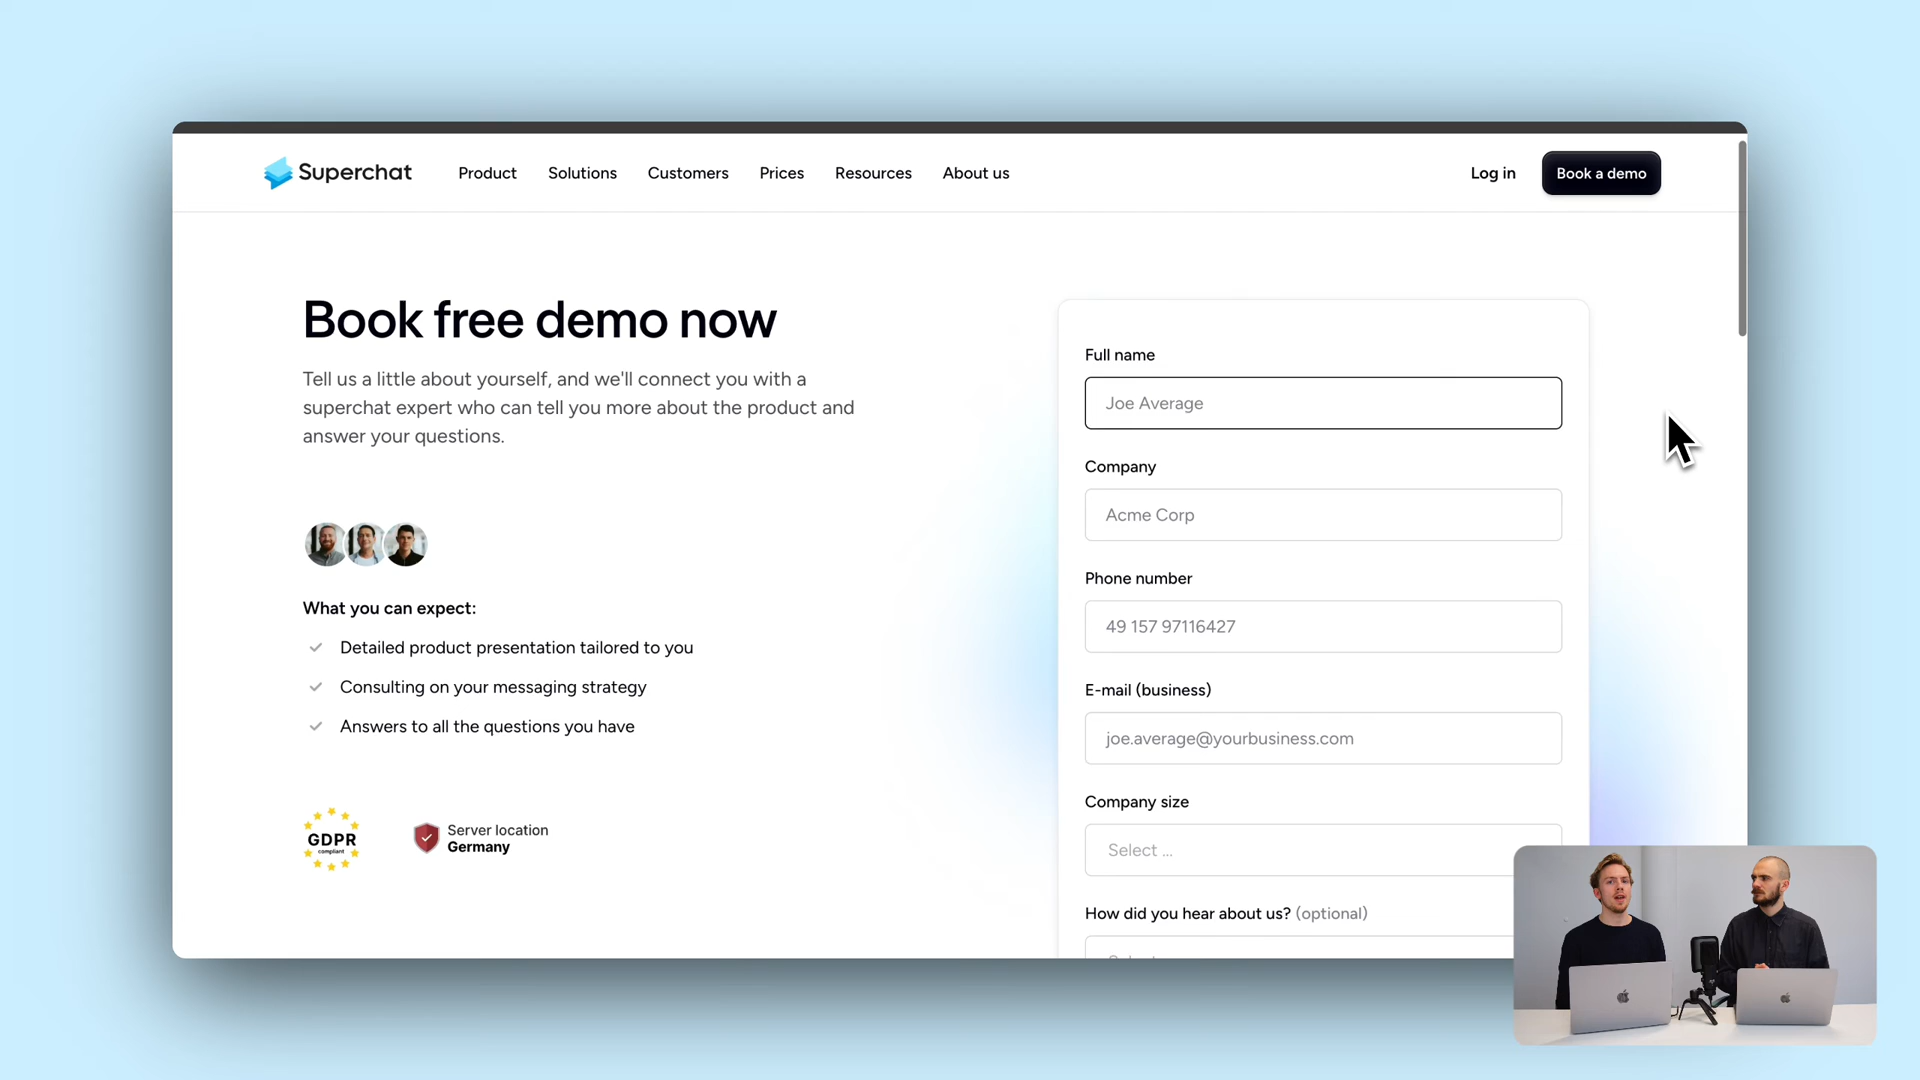 Superchat
Product
Solutions
Customers
Prices
Resources
About us
Log in
Book a demo
Book free demo now
Tell us a little about yourself, and we'll connect you with a
superchat expert who can tell you more about the product and
answer your questions.
What you can expect:
Detailed product presentation tailored to you
Consulting on your messaging strategy
Answers to all the questions you have
GDPR
compliant
Server location
Germany
Full name
Joe Average
Company
Acme Corp
Phone number
49 157 97116427
E-mail (business)
joe.average@yourbusiness.com
Company size
Select ...
How did you hear about us? (optional)